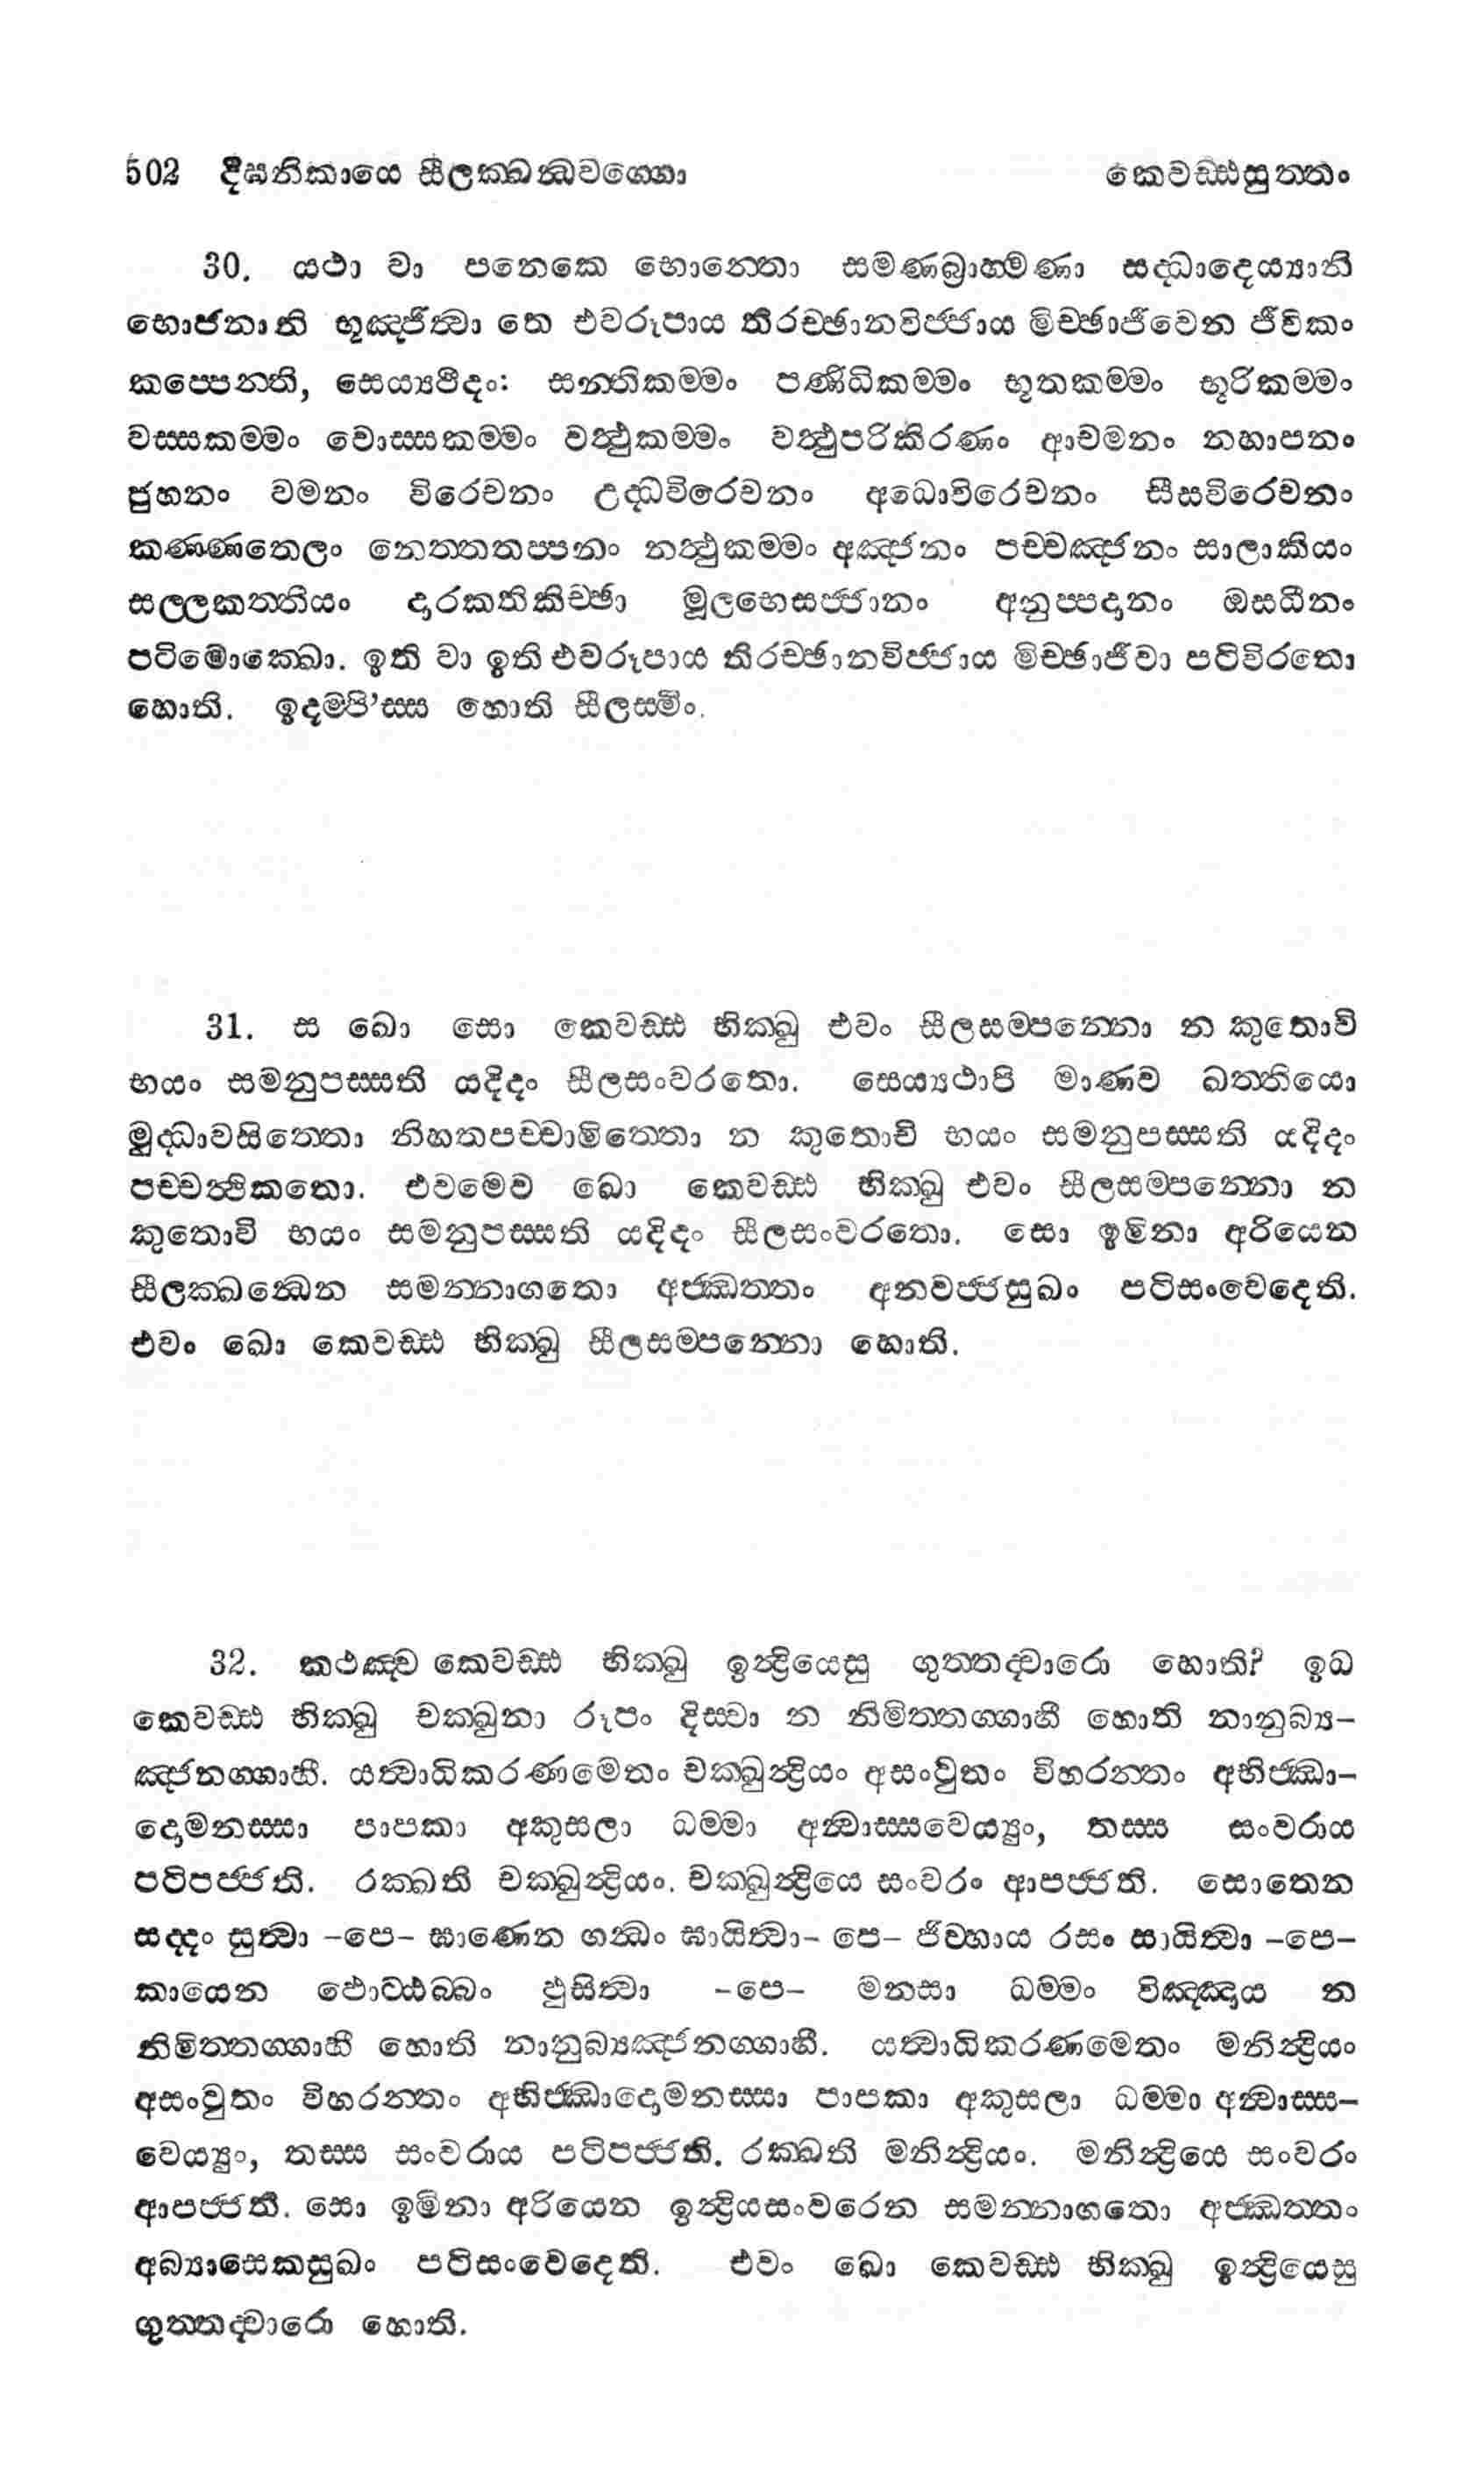 502 දීඝනිකායෙ සීලක්ඛන්ධවග්ගො කෙවඩ්ඪසුත්තං
30. යථා වා පනෙකෙ භොන්තො සමණබ්‍රාහ්මණා සද්ධාදෙය්‍යානි
භොජනානි භුඤ්ජිත්වා තෙ එවරූපාය තිරච්ඡානවිජ්ජාය මිච්ඡාජීවෙන ජීවිකං
කප්පෙන්ති, සෙය්‍යථිදං: සන්තිකම්මං පණිධිකම්මං භූතකම්මං භූරිකම්මං
වස්සකම්මං වොස්සකම්මං වත්ථුකම්මං වත්ථුපරිකිරණං ආචමනං නහාපනං
ජුහනං වමනං විරෙචනං උද්ධවිරෙචනං අධොවිරෙචනං සීසවිරෙචනං
කණ්ණතෙලං නෙත්තතප්පනං නත්ථුකම්මං අඤ්ජනං පච්චඤ්ජනං සාලාකියං
සල්ලකත්තියං දාරකතිකිච්ඡා මූලභෙසජ්ජානං අනුප්පදානං ඔසධීනං
පටිමොක්ඛො. ඉති වා ඉති එවරූපාය තිරච්ඡානවිජ්ජාය මිච්ඡාජීවා පටිවිරතො
හොති. ඉදම්පි’ස්ස හොති සීලස්මිං.
31. ස ඛො සො කෙවඩ්ඪ භික්ඛු එවං සීලසම්පන්නො න කුතොචි
භයං සමනුපස්සති යදිදං සීලසංවරතො. සෙය්‍යථාපි මාණව ඛත්තියො
මුද්ධාවසිත්තො නිහතපච්චාමිත්තො න කුතොචි භයං සමනුපස්සති යදිදං
පච්චත්ථිකතො. එවමෙව ඛො කෙවඩ්ඪ භික්ඛු එවං සීලසම්පන්නො න
කුතොචි භයං සමනුපස්සති යදිදං සීලසංවරතො. සො ඉමිනා අරියෙන
සීලක්ඛන්ධෙන සමන්නාගතො අජ්ඣත්තං අනවජ්ජසුඛං පටිසංවෙදෙති.
එවං ඛො කෙවඩ්ඪ භික්ඛු සීලසම්පන්නො හොති.
32. කථඤ්ච කෙවඩ්ඪ භික්ඛු ඉන්ද්‍රියෙසු ගුත්තද්වාරො හොති? ඉධ
කෙවඩ්ඪ භික්ඛු චක්ඛුනා රූපං දිස්වා න නිමිත්තග්ගාහී හොති නානුබ්‍ය-
ඤ්ජනග්ගාහී. යත්වාධිකරණමෙතං චක්ඛුන්ද්‍රියං අසංවුතං විහරන්තං අභිජ්ඣා-
දොමනස්සා පාපකා අකුසලා ධම්මා අන්වාස්සවෙය්‍යුං, තස්ස සංවරාය
පටිපජ්ජති. රක්ඛති චක්ඛුන්ද්‍රියං. චක්ඛුන්ද්‍රියෙ සංවරං ආපජ්ජති. සොතෙන
සද්දං සුත්වා -පෙ- ඝාණෙන ගන්ධං ඝායිත්වා- පෙ- ජිව්හාය රසං සායිත්වා -පෙ-
කායෙන ඵොට්ඨබ්බං ඵුසිත්වා -පෙ- මනසා ධම්මං විඤ්ඤාය න
නිමිත්තග්ගාහී හොති නානුබ්‍යඤ්ජනග්ගාහී. යත්වාධිකරණමෙතං මනින්ද්‍රියං
අසංවුතං විහරන්තං අභිජ්ඣාදොමනස්සා පාපකා අකුසලා ධම්මා අන්වාස්ස-
වෙය්‍යුං, තස්ස සංවරාය පටිපජ්ජති. රක්ඛති මනින්ද්‍රියං. මනින්ද්‍රියෙ සංවරං
ආපජ්ජති. සො ඉමිනා අරියෙන ඉන්ද්‍රියසංවරෙන සමන්නාගතො අජ්ඣත්තං
අබ්‍යාසෙකසුඛං පටිසංවෙදෙති. එවං ඛො කෙවඩ්ඪ භික්ඛු ඉන්ද්‍රියෙසු
ගුත්තද්වාරො හොති.